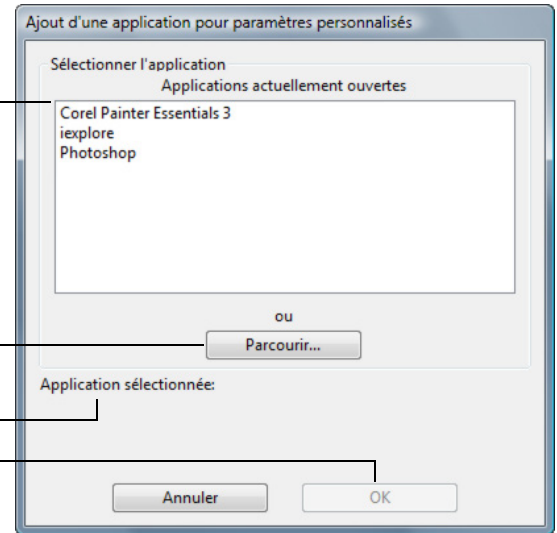 Ajout d'une application pour paramètres personnalisés
Sélectionner l'application
Applications actuellement ouvertes
Corel Painter Essentials 3
iexplore
Photoshop
ou
Parcourir...
Application sélectionnée:
Annuler
OK